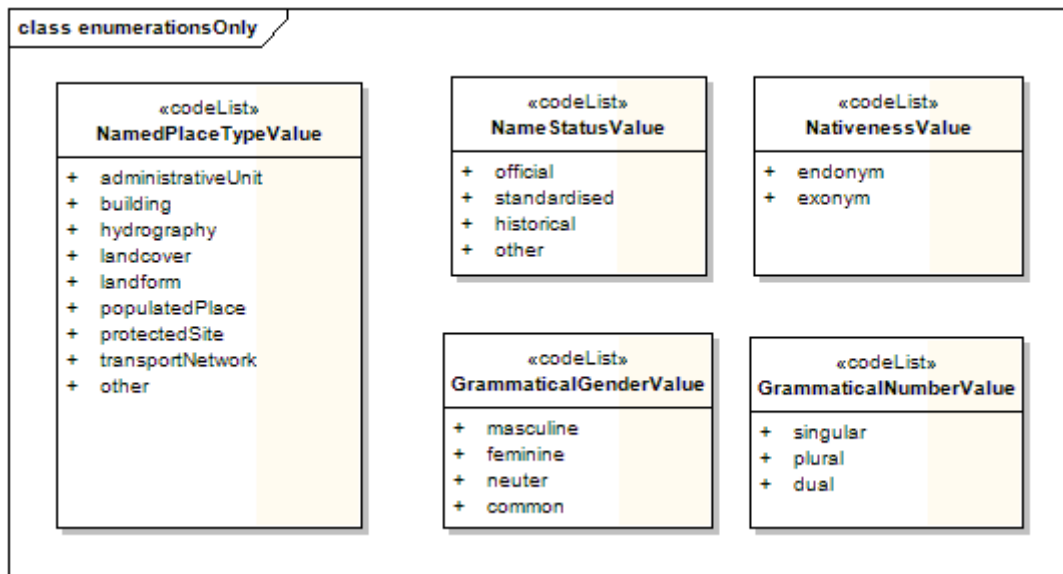 class enumerationsOnly
«codeList»
NamedPlaceTypeValue
+ administrativeUnit
+ building
+ hydrography
+ landcover
+ landform
+ populatedPlace
+ protectedSite
+ transportNetwork
+ other
«codeList»
NameStatusValue
+ official
+ standardised
+ historical
+ other
«codeList»
NativenessValue
+ endonym
+ exonym
«codeList»
GrammaticalGenderValue
+ masculine
+ feminine
+ neuter
+ common
«codeList»
GrammaticalNumberValue
+ singular
+ plural
+ dual